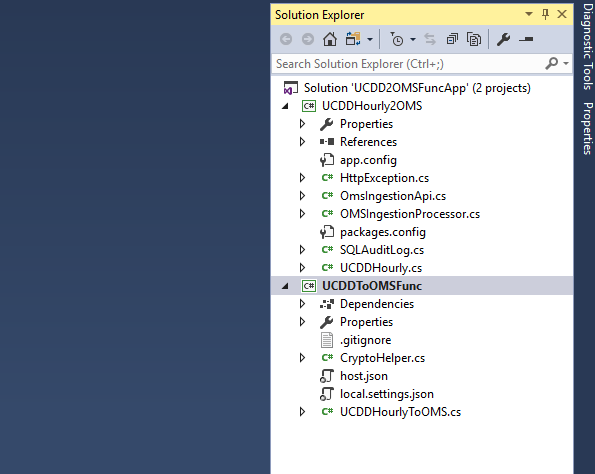 Solution Explorer
Search Solution Explorer (Ctrl+;)
Solution 'UCDD2OMSFuncApp' (2 projects)
C# UCDDHourly2OMS
Properties
References
app.config
C# HttpException.cs
C# OmsIngestionApi.cs
C# OMSIngestionProcessor.cs
packages.config
C# SQLAuditLog.cs
C# UCDDHourly.cs
C# UCDDToOMSFunc
Dependencies
Properties
.gitignore
C# CryptoHelper.cs
host.json
local.settings.json
C# UCDDHourlyToOMS.cs
Diagnostic Tools
Properties